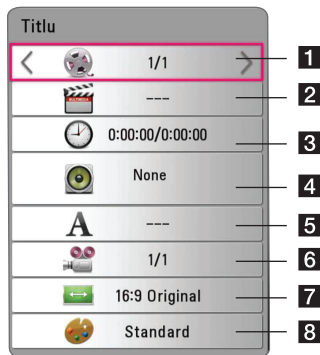 Titlu
1/1 1
MULTIMEDIA --- 2
0:00:00/0:00:00 3
None 4
A --- 5
1/1 6
16:9 Original 7
Standard 8